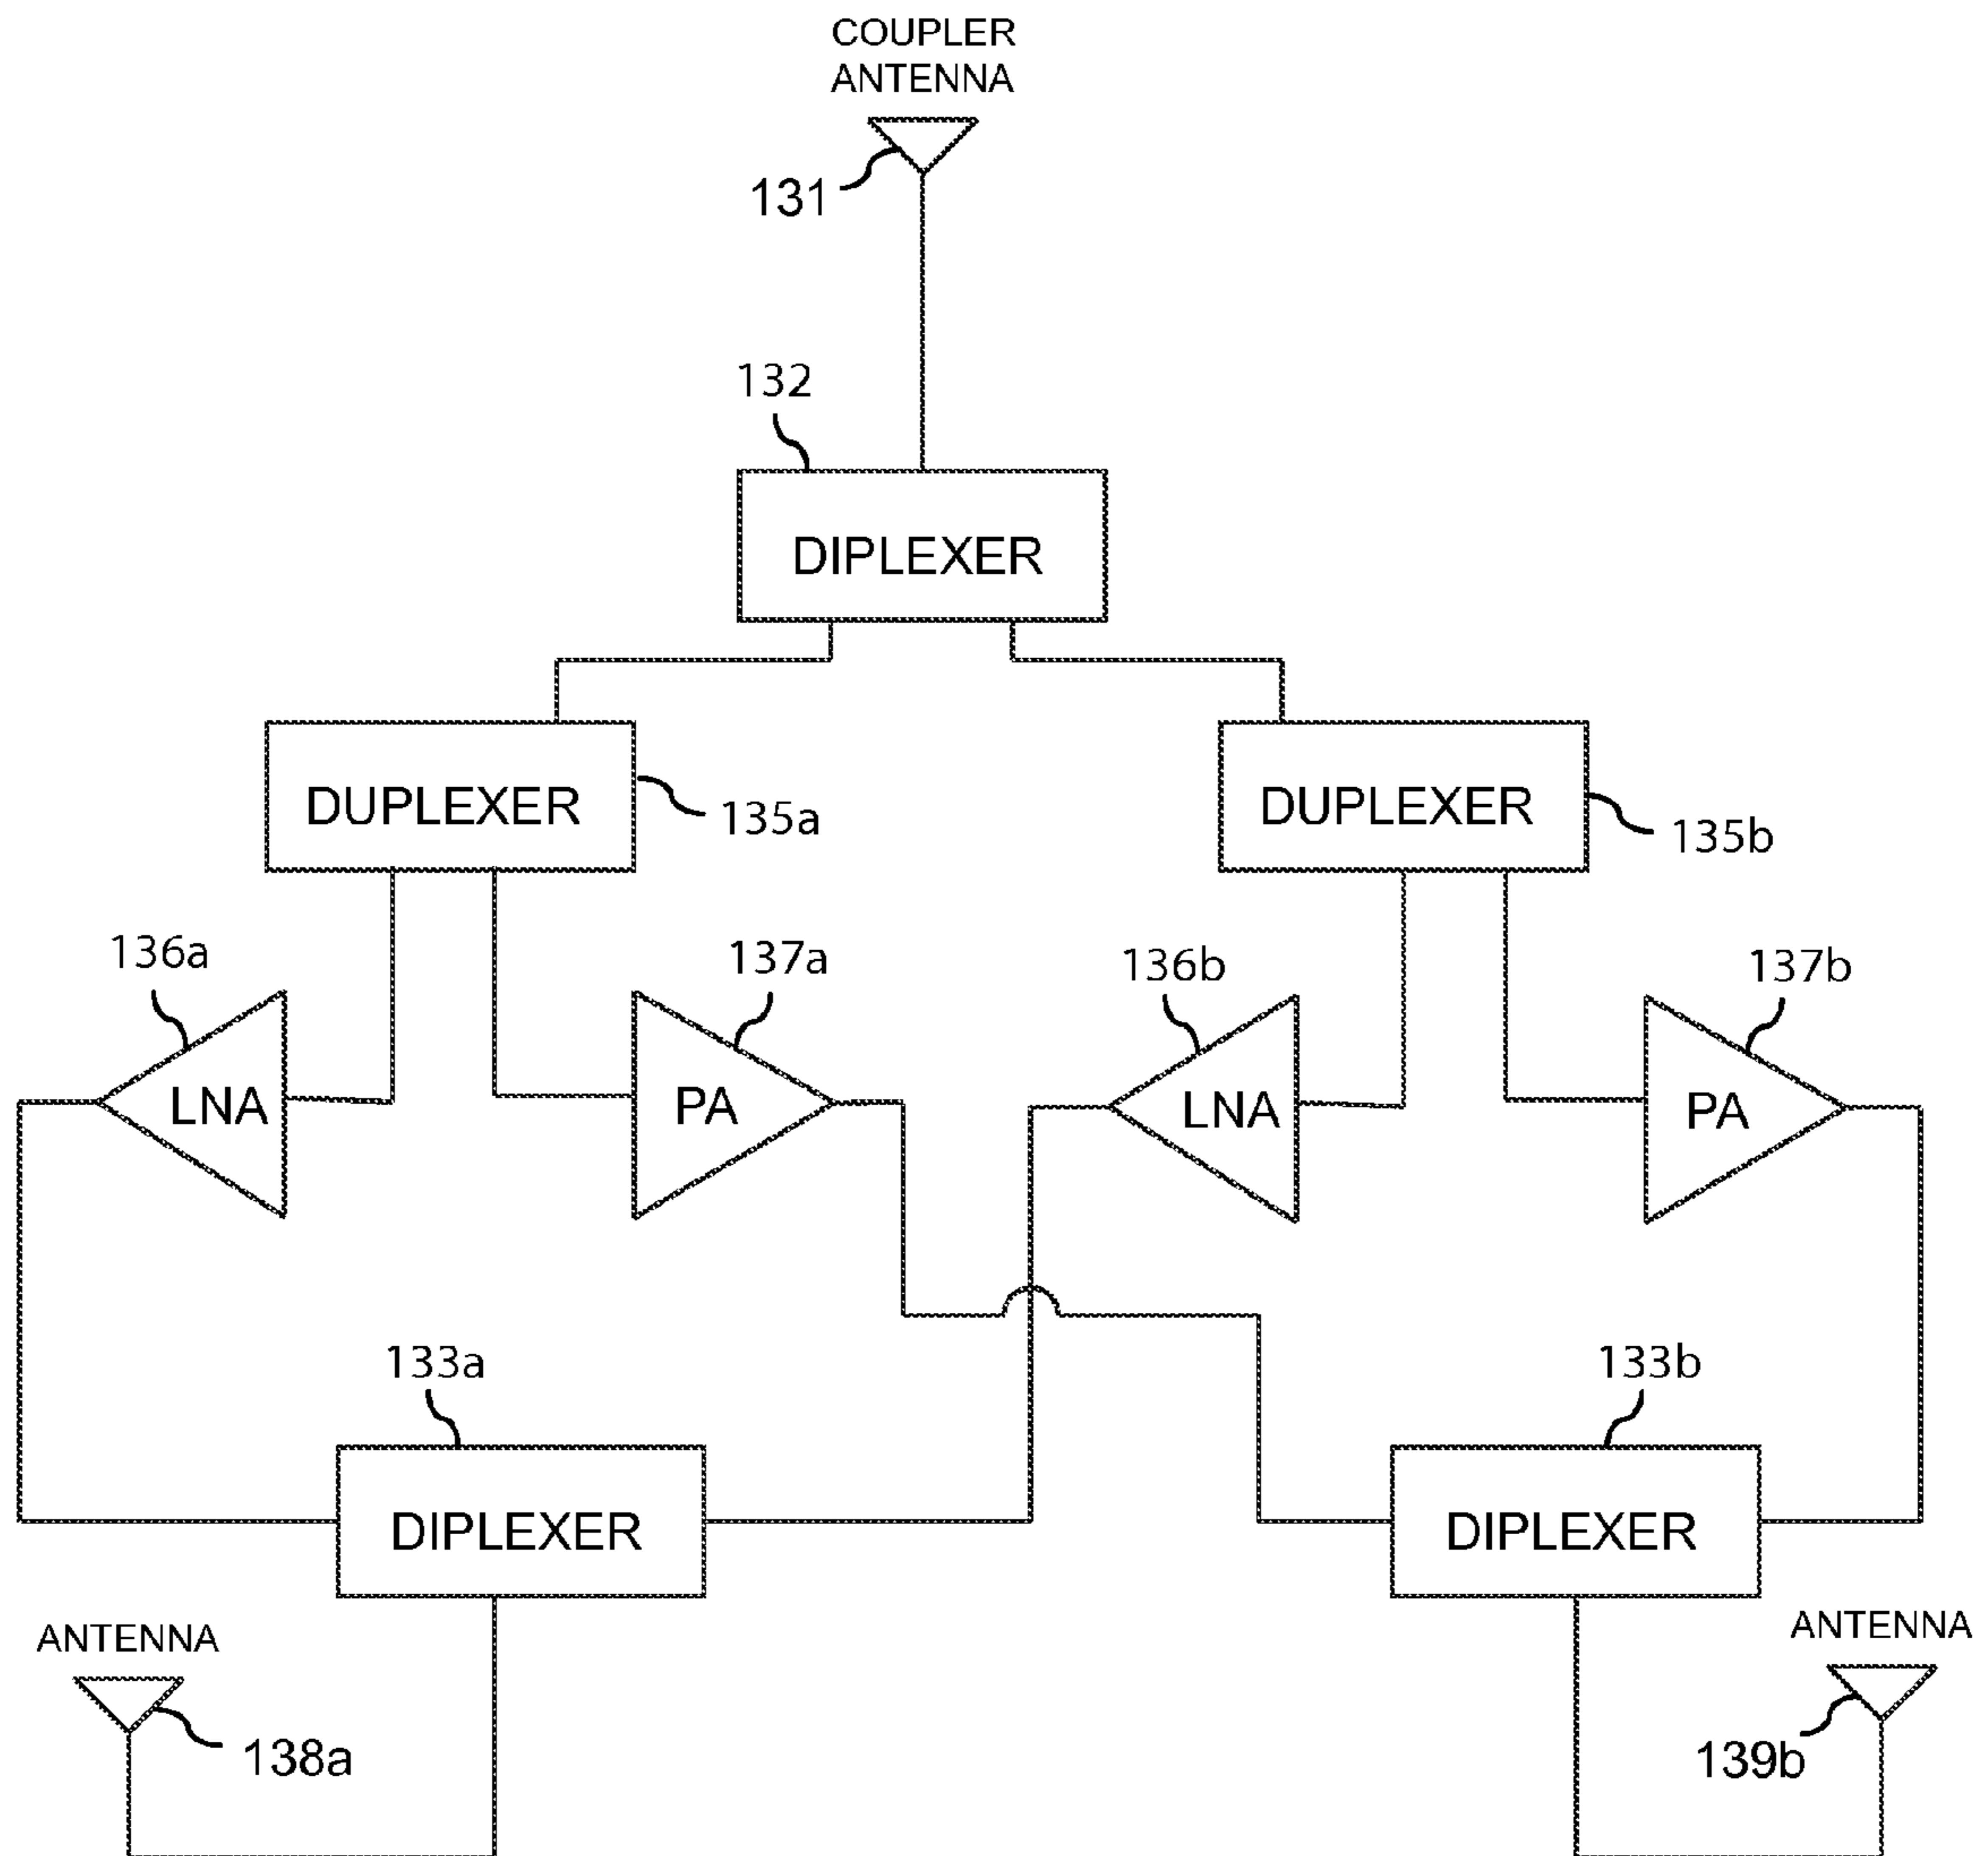 COUPLER
ANTENNA
131
132
DIPLEXER
DUPLEXER
135a
DUPLEXER
135b
136a
137a
136b
137b
LNA
PA
LNA
PA
133a
133b
DIPLEXER
DIPLEXER
ANTENNA
ANTENNA
138a
139b